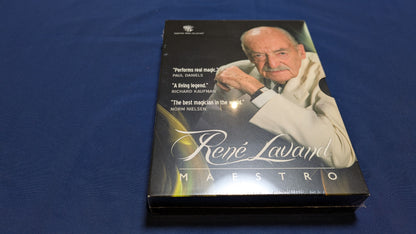 "Performs real magic."
PAUL DANIELS
"A living legend."
RICHARD KAUFMAN
"The best magician in the world."
NORM NIELSEN
René Lavand
MAESTRO